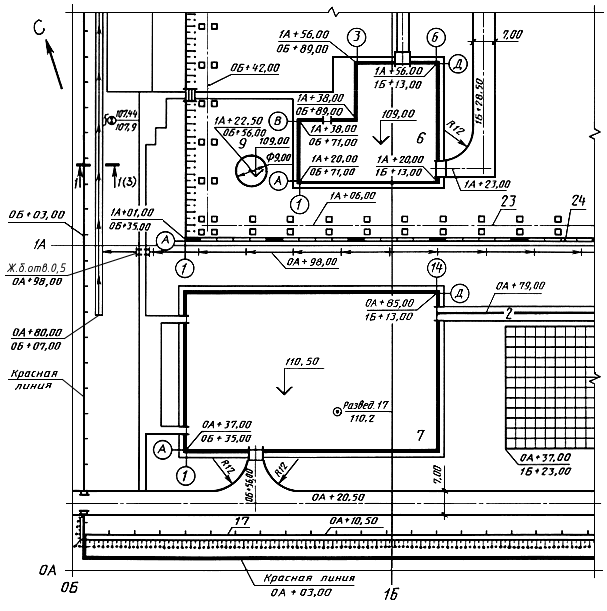 С
3
6
7,00
1А+56,00
0Б+89,00
1А+56,00
1Б+13,00
Д
0Б+42,00
1Б+28,50
1А+38,00
0Б+89,00
107,44
107,9
1А+22.50
0Б+56,00
В
1А+38,00
0Б+71,00
109,00
6
R12
9
109,00
Ф9,00
1А+20,00
0Б+71,00
1А+20,00
1Б+13,00
А
1
1(3)
1А+23,00
1
0Б+03,00
1А+01,00
0Б+35,00
1А+06,00
23
24
1А
А
Ж.б.отв.0,5
0А+98,00
1
0А+98,00
14
Д
0А+79,00
0А+85,00
1Б+13,00
2
0А+80,00
0Б+07,00
110,50
Красная
линия
Развед.17
110.2
0А+37,00
0Б+35,00
А
7
0А+37,00
1Б+23,00
1
R12
R12
0Б+56,00
7,00
0А+20,50
17
0А+10,50
0А
Красная линия
0А+03,00
0Б
1Б